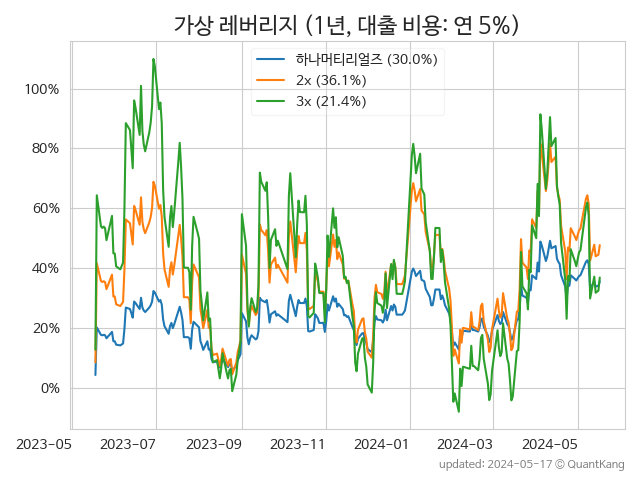 가상 레버리지 (1년, 대출 비용: 연 5%)
하나머티리얼즈 (30.0%)
2x (36.1%)
3x (21.4%)
100%
80%
60%
40%
20%
0%
2023-05 2023-07 2023-09 2023-11 2024-01 2024-03 2024-05
updated: 2024-05-17 © QuantKang